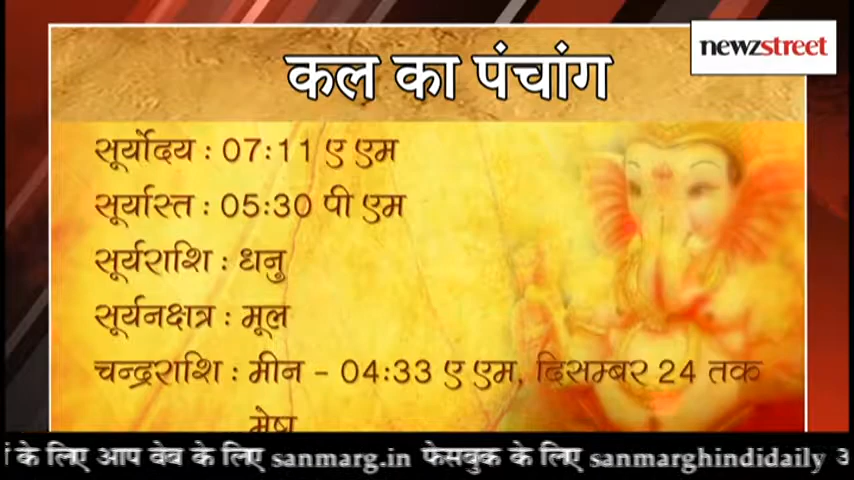 newzstreet
कल का पंचांग
सूर्योदय : 07:11 ए एम
सूर्यास्त : 05:30 पी एम
सूर्यराशि : धनु
सूर्यनक्षत्र : मूल
चन्द्रराशि : मीन - 04:33 ए एम, दिसम्बर 24 तक
मेष
के लिए आप वेब के लिए sanmarg.in फेसबुक के लिए sanmarghindidaily